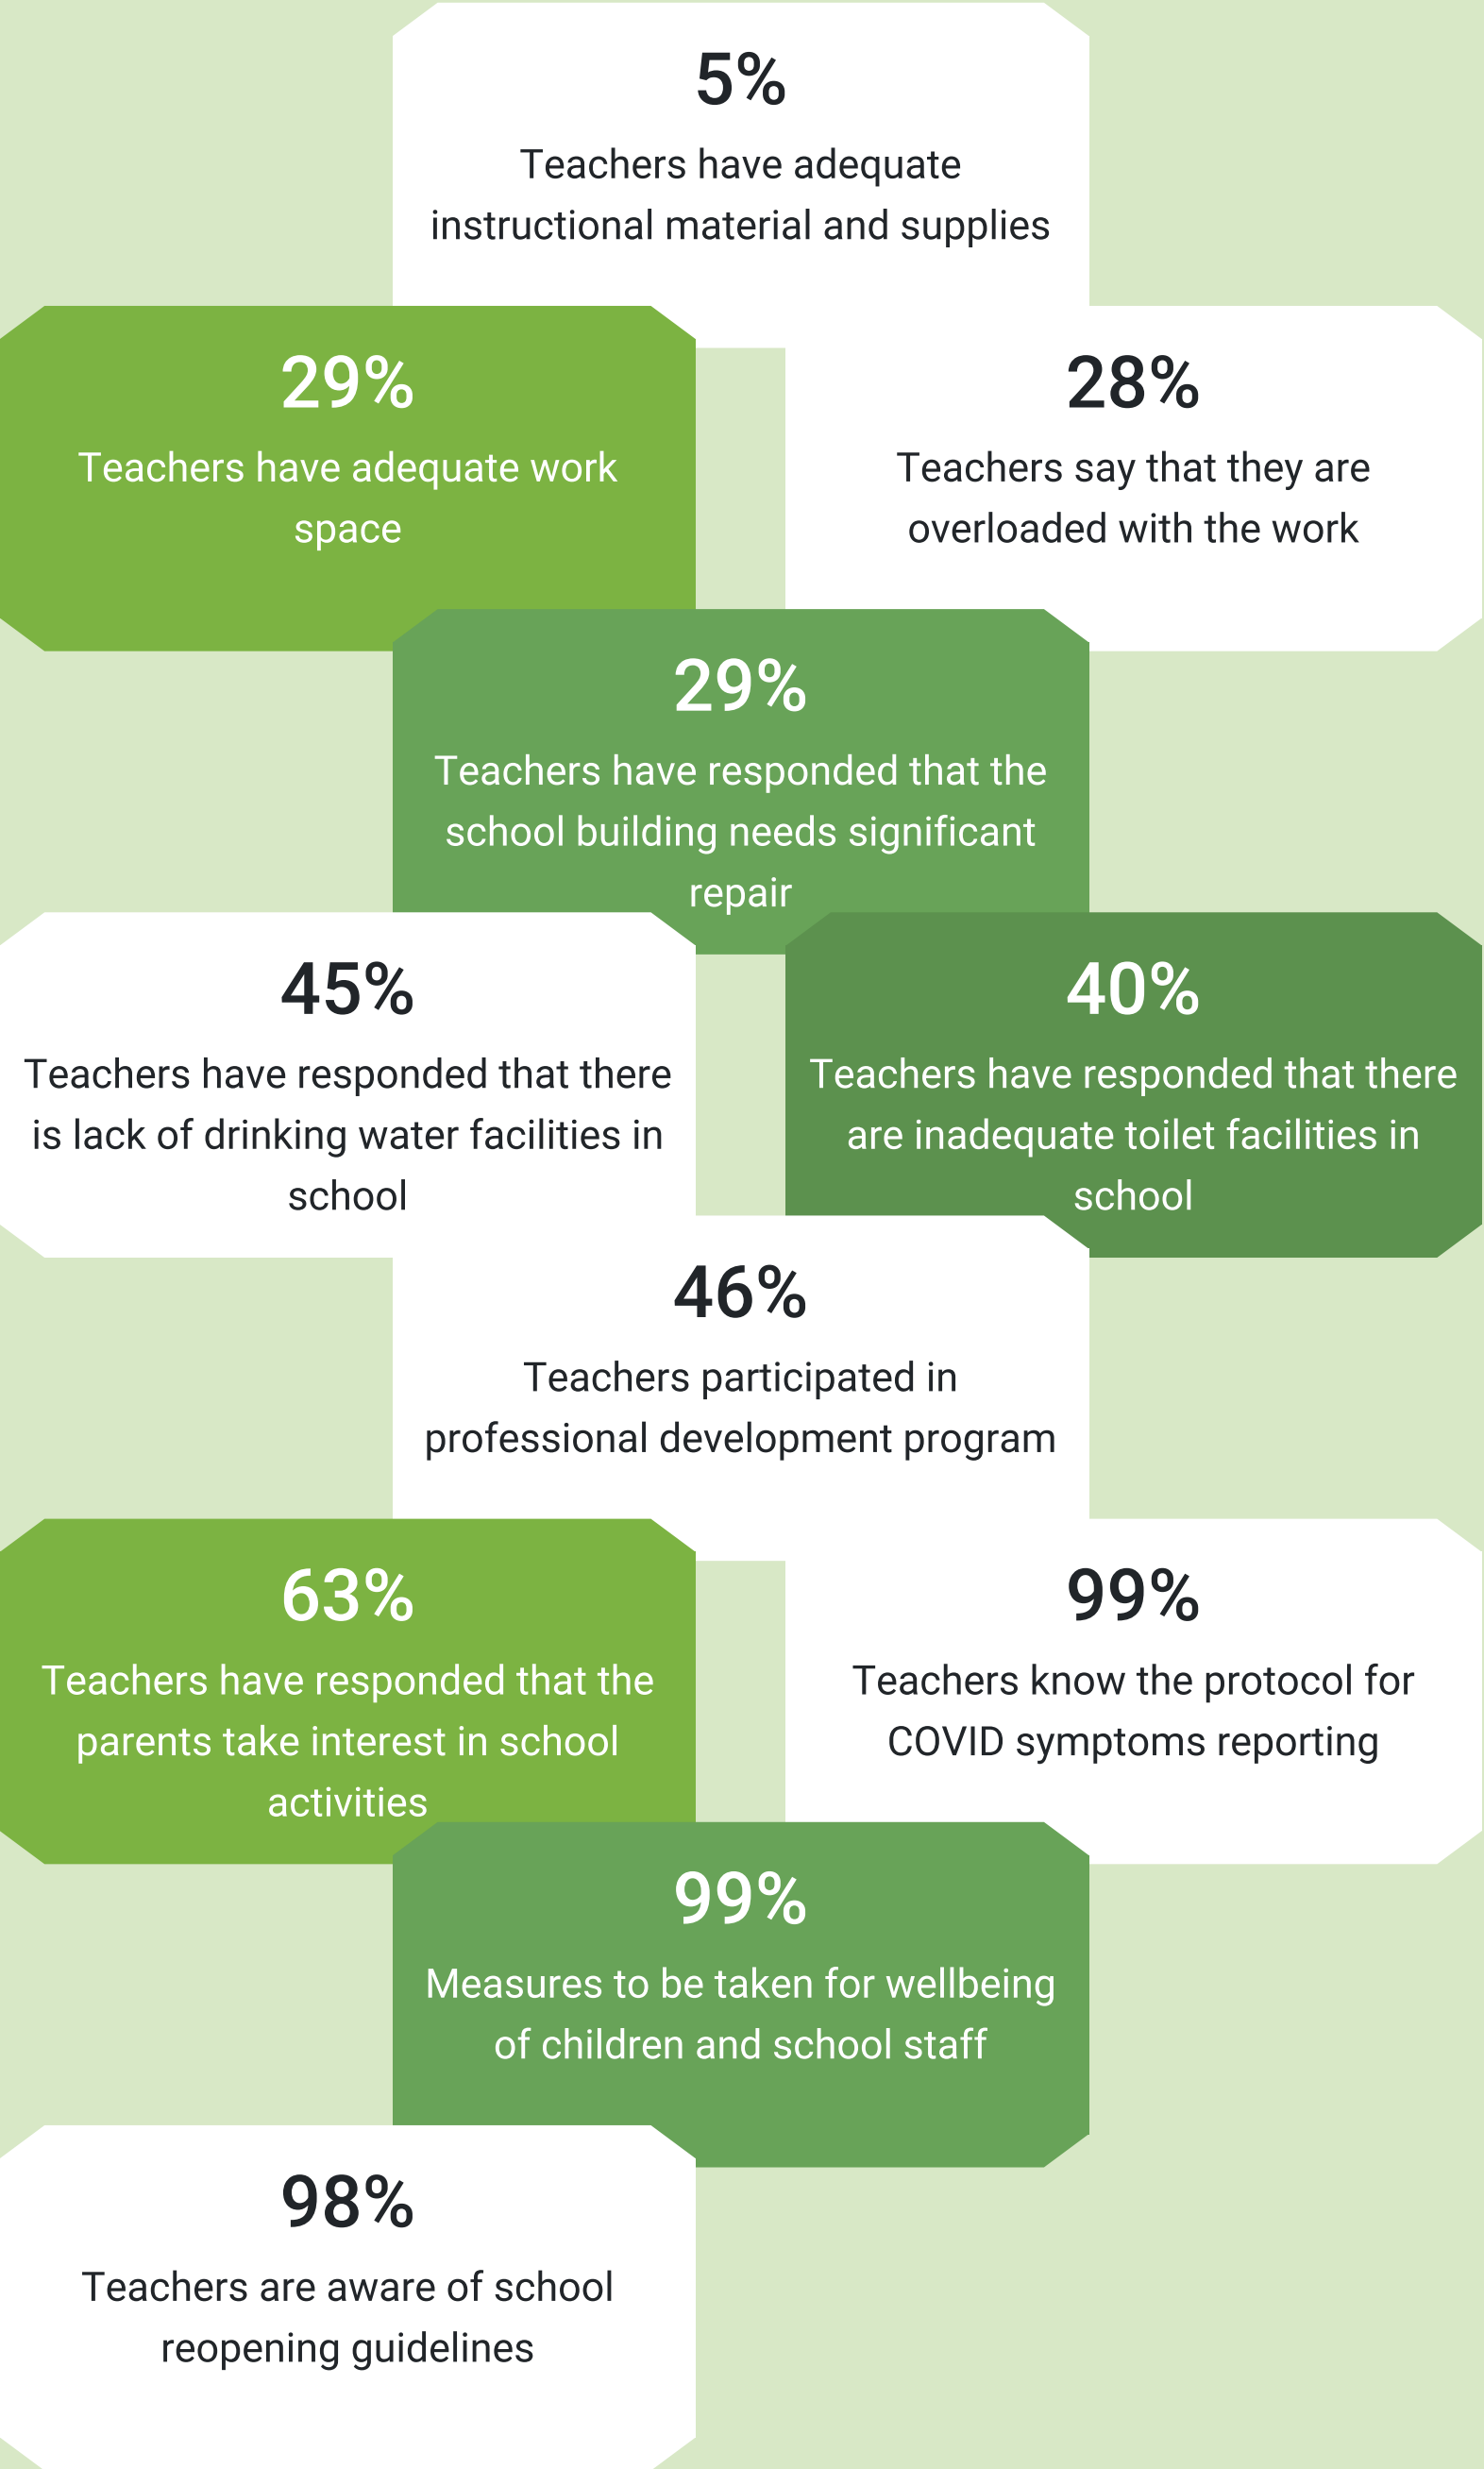 5%
Teachers have adequate
instructional material and supplies
29%
Teachers have adequate work
space
28%
Teachers say that they are
overloaded with the work
29%
Teachers have responded that the
school building needs significant
repair
45%
Teachers have responded that there
is lack of drinking water facilities in
school
40%
Teachers have responded that there
are inadequate toilet facilities in
school
46%
Teachers participated in
professional development program
63%
Teachers have responded that the
parents take interest in school
activities
99%
Teachers know the protocol for
COVID symptoms reporting
99%
Measures to be taken for wellbeing
of children and school staff
98%
Teachers are aware of school
reopening guidelines